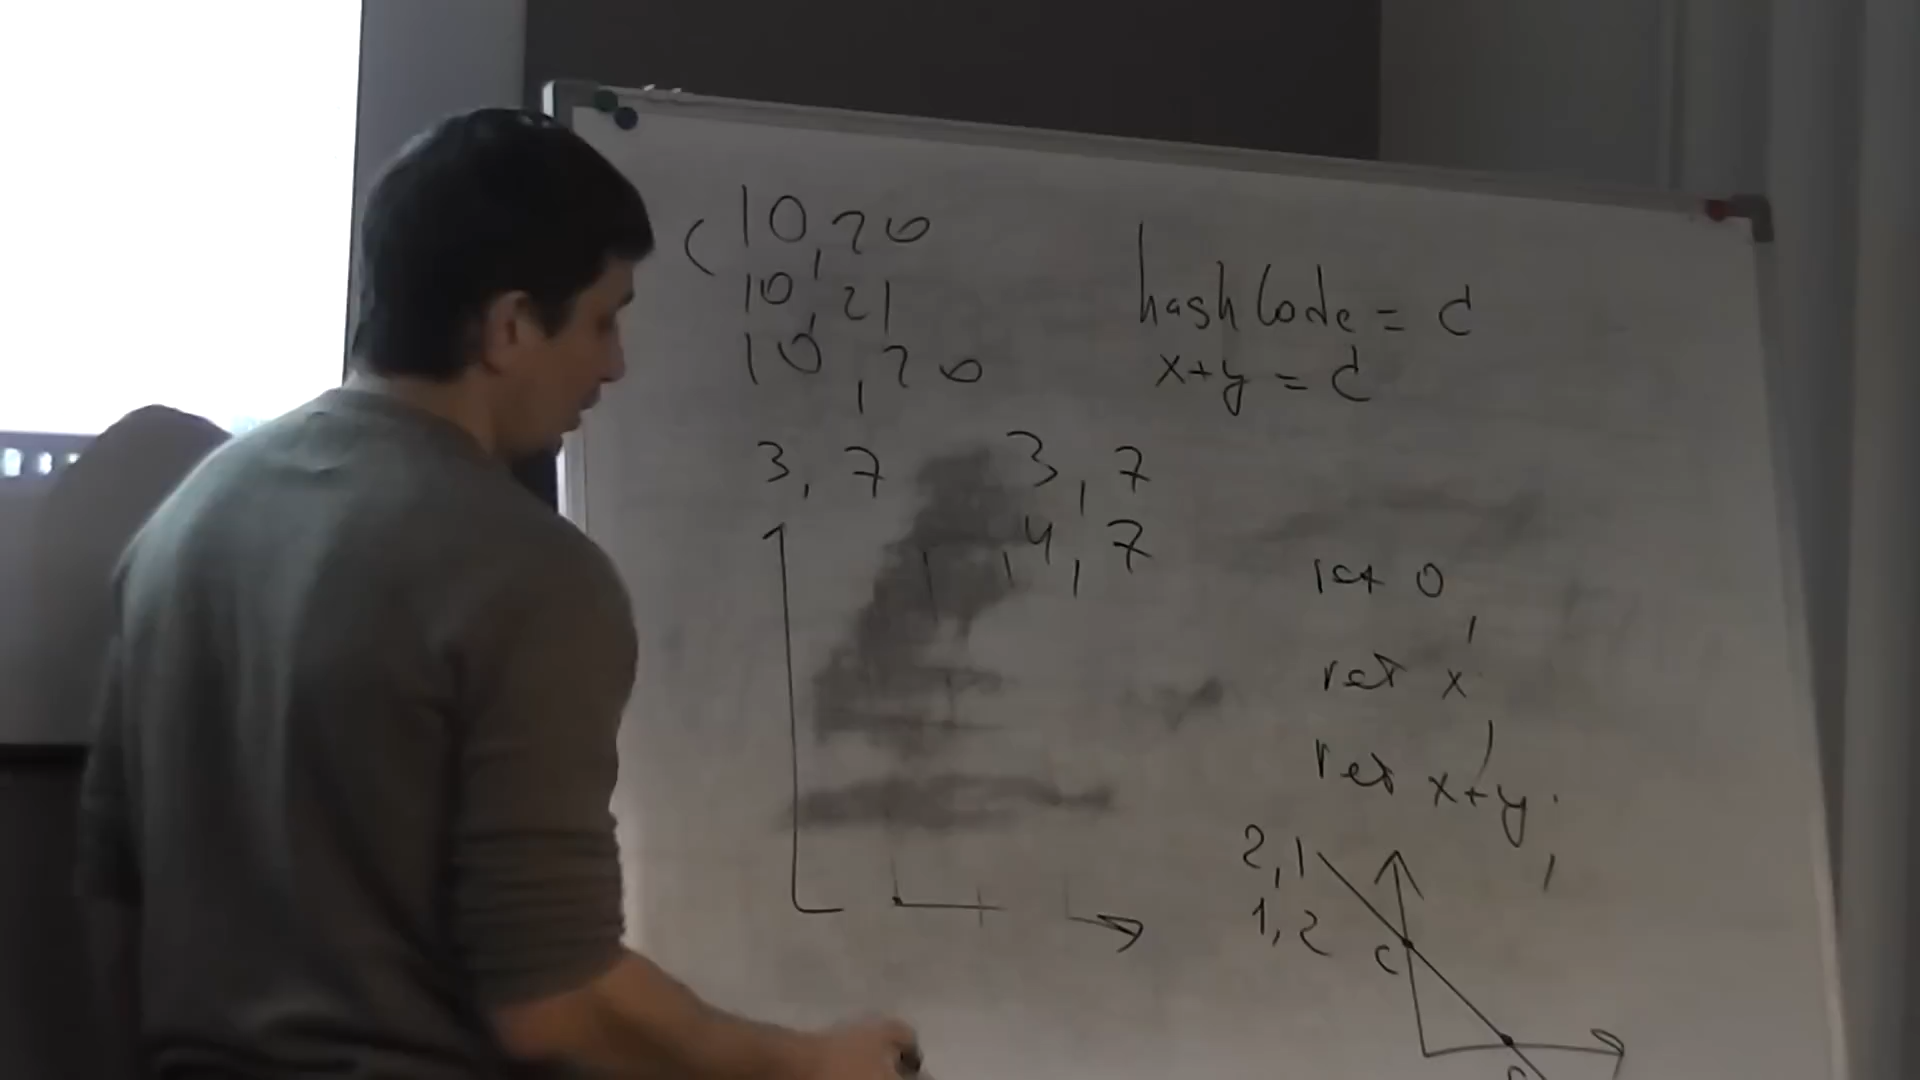 (10,20
10,21
10,20
hashCode = C
x+y = C
3, 7
3, 7
4, 7
ret 0;
ret x;
ret x+y;
2,1
1,2
C